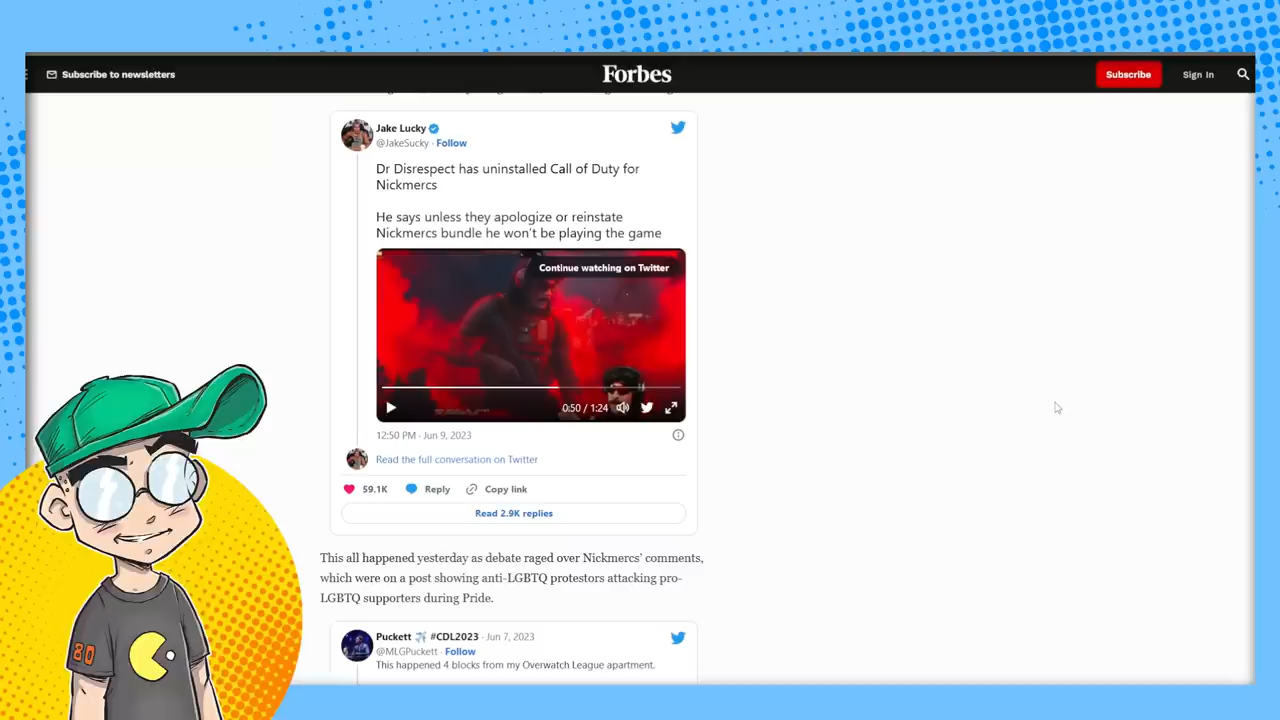 Subscribe to newsletters
Forbes
Subscribe
Sign In
Jake Lucky
@JakeSucky · Follow
Dr Disrespect has uninstalled Call of Duty for
Nickmercs
He says unless they apologize or reinstate
Nickmercs bundle he won't be playing the game
Continue watching on Twitter
0:50 / 1:24
12:50 PM · Jun 9, 2023
Read the full conversation on Twitter
59.1K
Reply
Copy link
Read 2.9K replies
This all happened yesterday as debate raged over Nickmercs' comments,
which were on a post showing anti-LGBTQ protestors attacking pro-
LGBTQ supporters during Pride.
Puckett #CDL2023 · Jun 7, 2023
@MLGPuckett · Follow
This happened 4 blocks from my Overwatch League apartment.
80